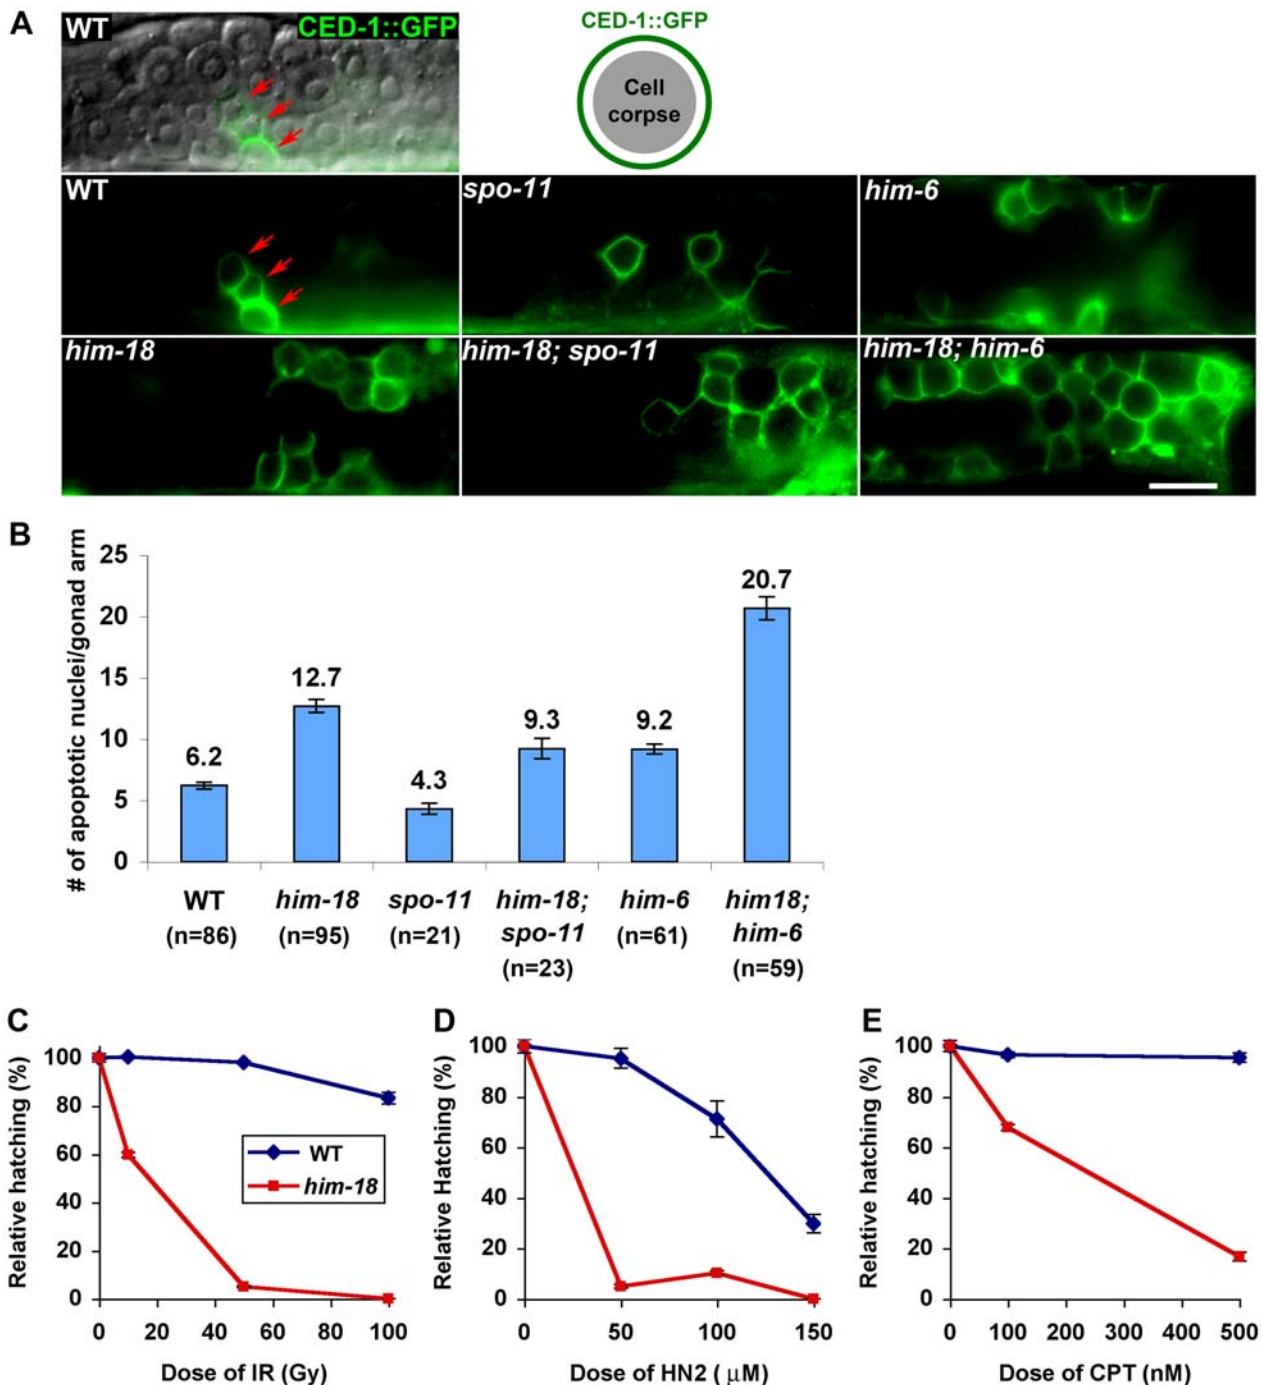 A
WT
CED-1::GFP
CED-1::GFP
Cell
corpse
WT
spo-11
him-6
him-18
him-18; spo-11
him-18; him-6
B
# of apoptotic nuclei/gonad arm
25
20
15
10
5
0
6.2
12.7
4.3
9.3
9.2
20.7
WT
(n=86)
him-18
(n=95)
spo-11
(n=21)
him-18;
spo-11
(n=23)
him-6
(n=61)
him18;
him-6
(n=59)
C
Relative hatching (%)
100
80
60
40
20
0
0 20 40 60 80 100
Dose of IR (Gy)
WT
him-18
D
Relative Hatching (%)
100
80
60
40
20
0
0 50 100 150
Dose of HN2 ( μM)
E
Relative hatching (%)
100
80
60
40
20
0
0 100 200 300 400 500
Dose of CPT (nM)